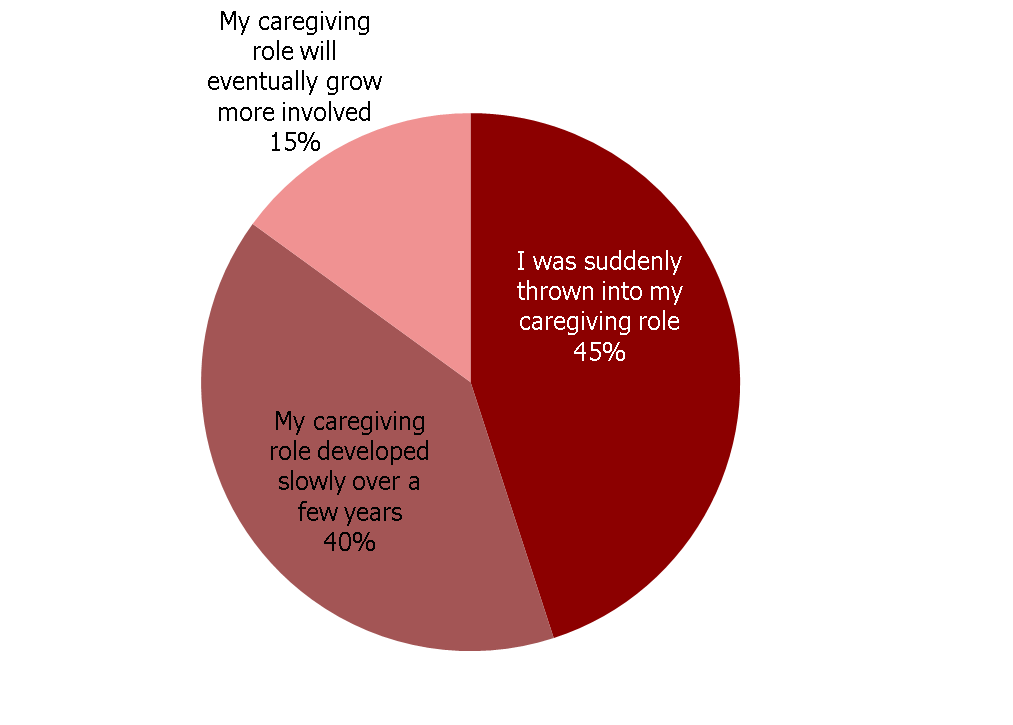 My caregiving
role will
eventually grow
more involved
15%
I was suddenly
thrown into my
caregiving role
45%
My caregiving
role developed
slowly over a
few years
40%